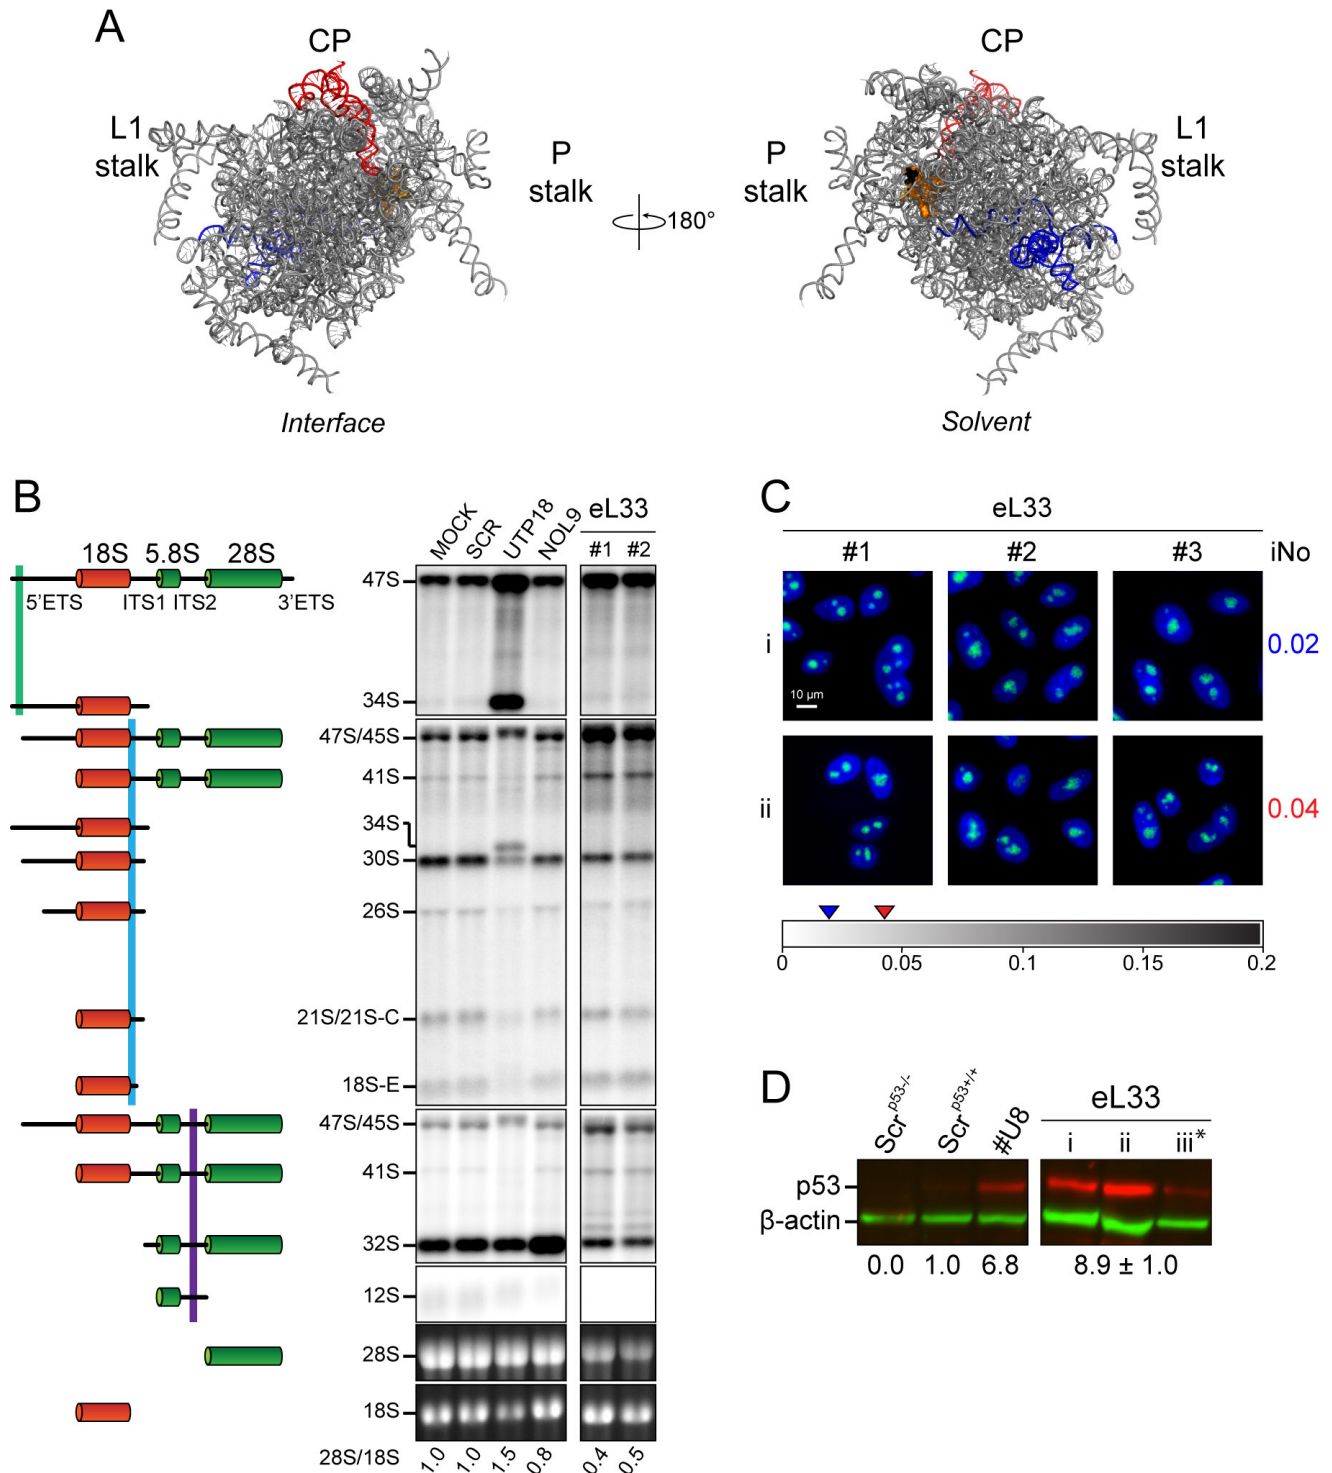 A
CP
CP
L1
stalk
P
stalk
180°
P
stalk
L1
stalk
Interface
Solvent
B
18S 5.8S 28S
5'ETS ITS1 ITS2 3'ETS
MOCK SCR UTP18 NOL9 eL33
#1 #2
47S
34S
47S/45S
41S
34S
30S
26S
21S/21S-C
18S-E
47S/45S
41S
32S
12S
28S
18S
28S/18S 1.0 1.0 1.5 0.8 0.4 0.5
C
eL33
#1 #2 #3 iNo
i 0.02
10 µm
ii 0.04
0 0.05 0.1 0.15 0.2
D
Scr p53-/- Scr p53+/+ #U8 eL33
i ii iii*
p53
β-actin
0.0 1.0 6.8 8.9 ± 1.0